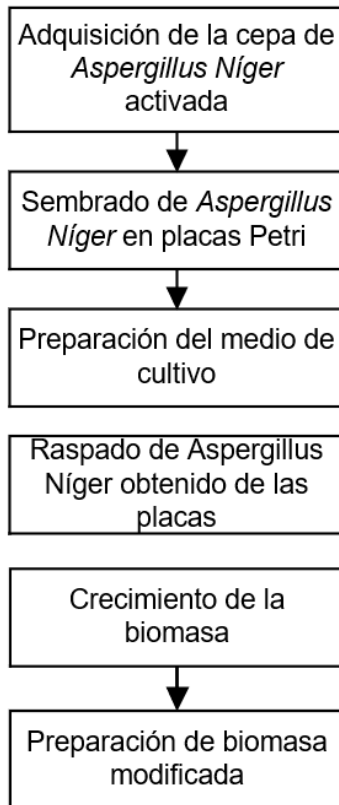 Adquisición de la cepa de
Aspergillus Níger
activada
Sembrado de Aspergillus
Níger en placas Petri
Preparación del medio de
cultivo
Raspado de Aspergillus
Níger obtenido de las
placas
Crecimiento de la
biomasa
Preparación de biomasa
modificada